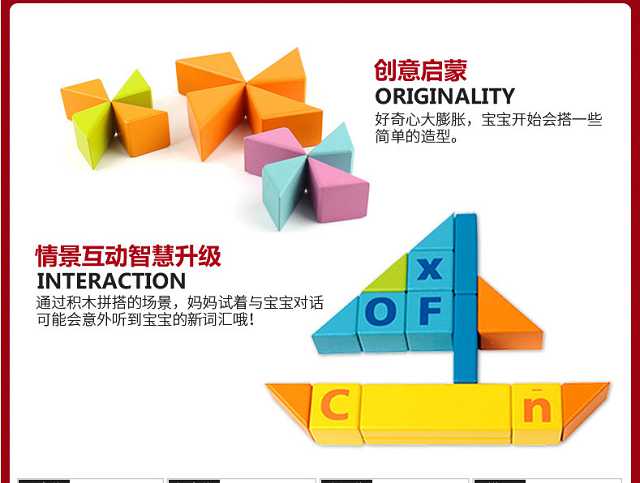 创意启蒙
ORIGINALITY
好奇心大膨胀，宝宝开始会搭一些
简单的造型。
情景互动智慧升级
INTERACTION
通过积木拼搭的场景，妈妈试着与宝宝对话
可能会意外听到宝宝的新词汇哦！
x
O F
C n̄